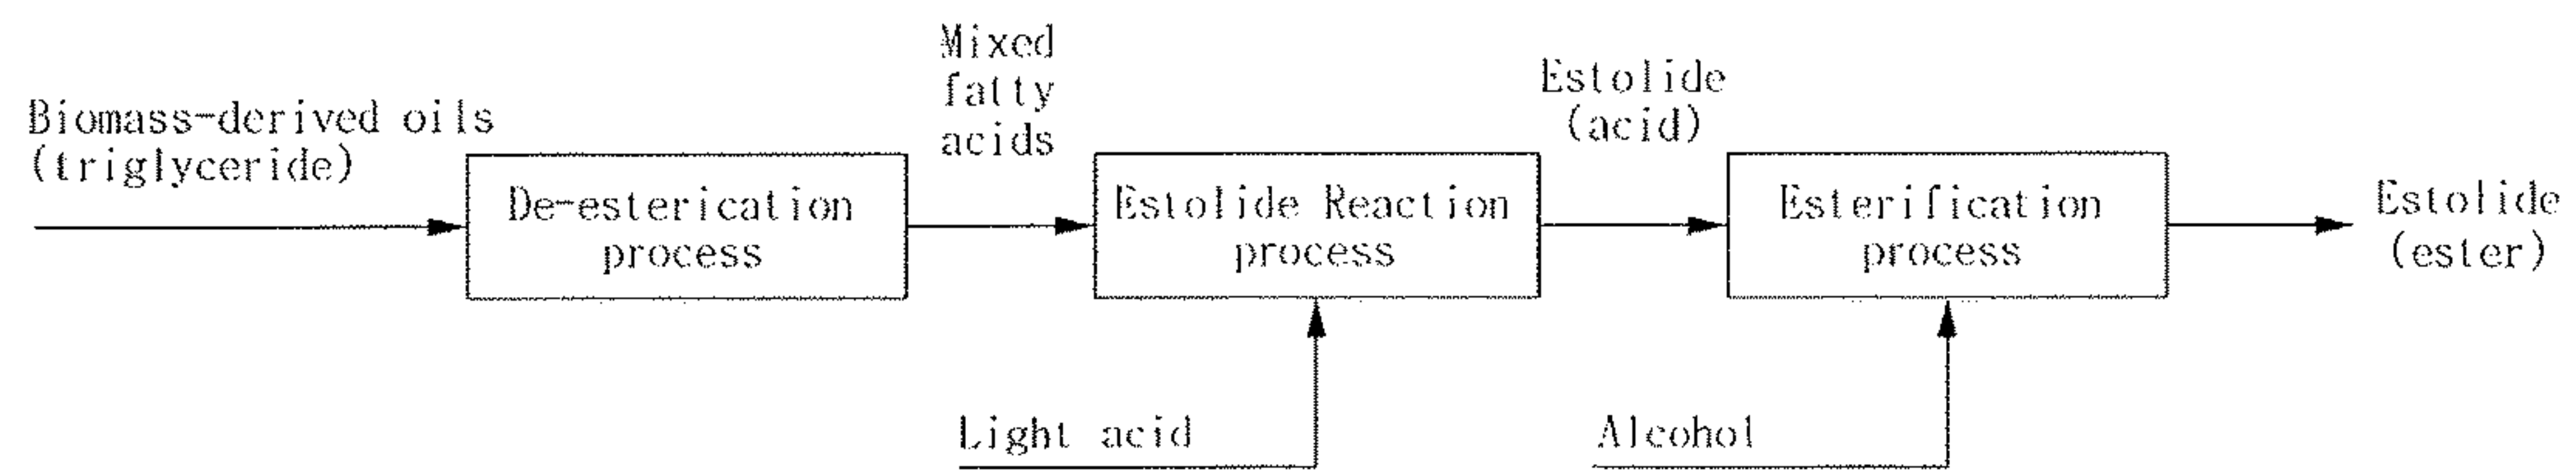 Biomass-derived oils
(triglyceride)
De-esterication
process
Mixed
fatty
acids
Estolide Reaction
process
Light acid
Estolide
(acid)
Esterification
process
Alcohol
Estolide
(ester)